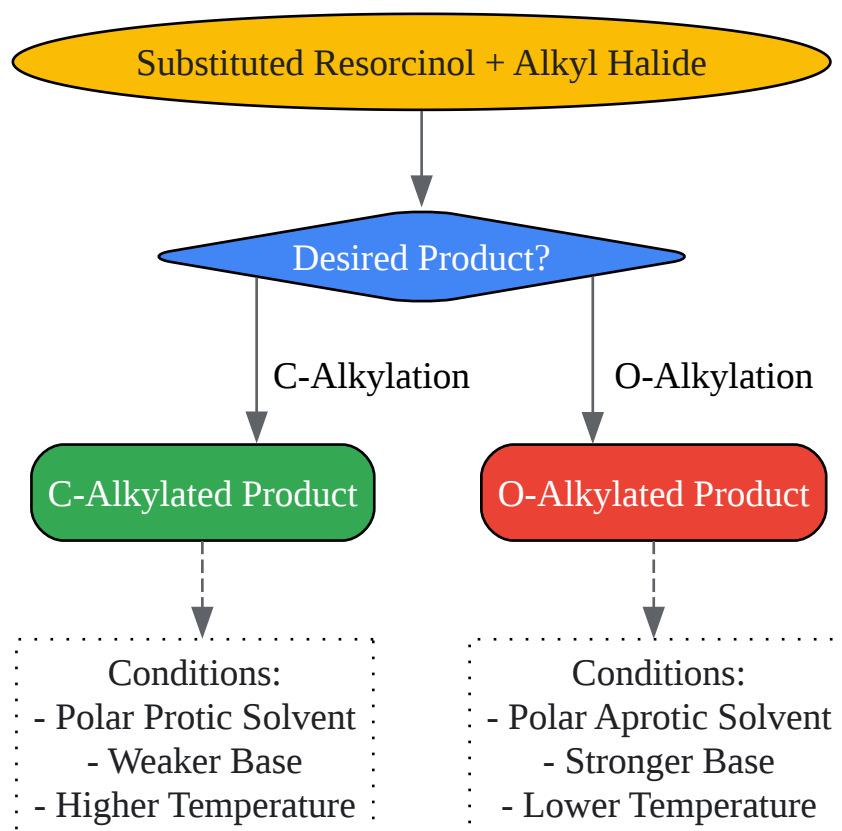 Substituted Resorcinol + Alkyl Halide
Desired Product?
C-Alkylation
O-Alkylation
C-Alkylated Product
O-Alkylated Product
Conditions:
- Polar Protic Solvent
- Weaker Base
- Higher Temperature
Conditions:
- Polar Aprotic Solvent
- Stronger Base
- Lower Temperature